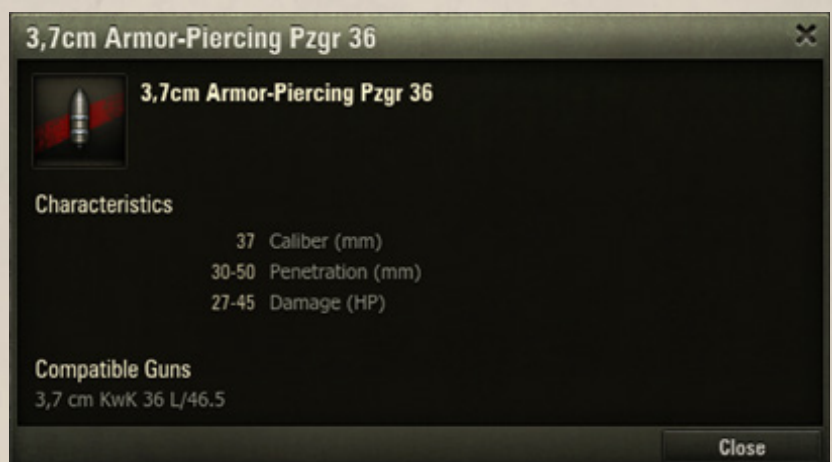 3,7cm Armor-Piercing Pzgr 36
3,7cm Armor-Piercing Pzgr 36
Characteristics
37 Caliber (mm)
30-50 Penetration (mm)
27-45 Damage (HP)
Compatible Guns
3,7 cm KwK 36 L/46.5
Close